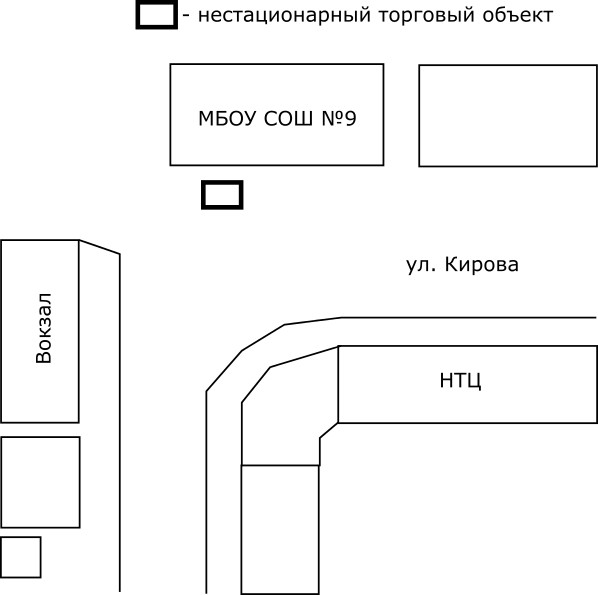 - нестационарный торговый объект
МБОУ СОШ №9
ул. Кирова
Вокзал
НТЦ